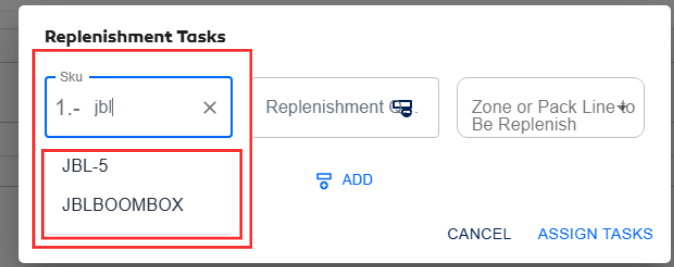 Replenishment Tasks
Sku
1.- jbl
Replenishment
Zone or Pack Line to
Be Replenish
JBL-5
JBLBOOMBOX
ADD
CANCEL
ASSIGN TASKS